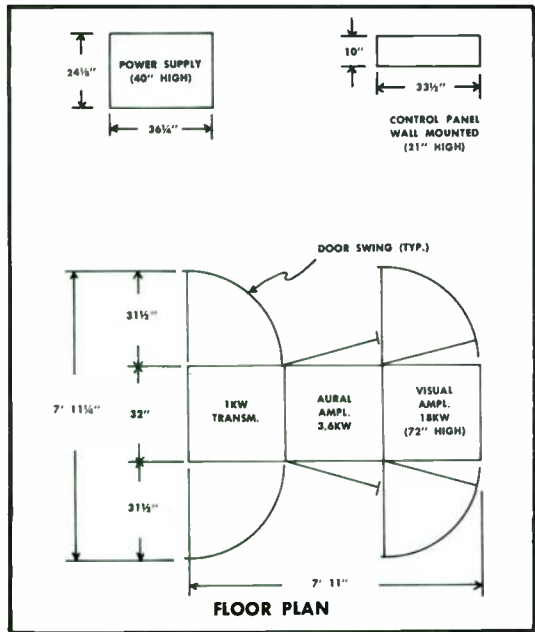 24⅛"
POWER SUPPLY
(40" HIGH)
36¼"
10"
33½"
CONTROL PANEL
WALL MOUNTED
(21" HIGH)
DOOR SWING (TYP.)
31½"
7' 11¼"
32"
1KW
TRANSM.
AURAL
AMPL.
3.6KW
VISUAL
AMPL.
18KW
(72" HIGH)
31½"
7' 11"
FLOOR PLAN